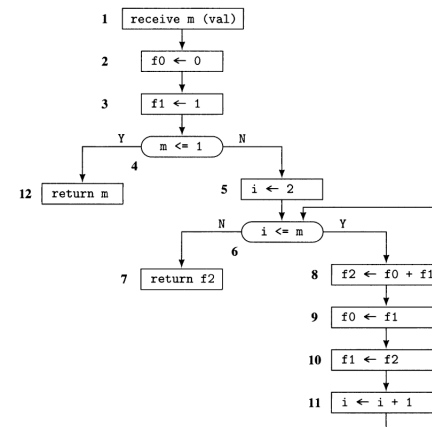 1 receive m (val)
2 f0 ← 0
3 f1 ← 1
Y m <= 1 N
4
12 return m
5 i ← 2
N i <= m Y
6
7 return f2
8 f2 ← f0 + f1
9 f0 ← f1
10 f1 ← f2
11 i ← i + 1